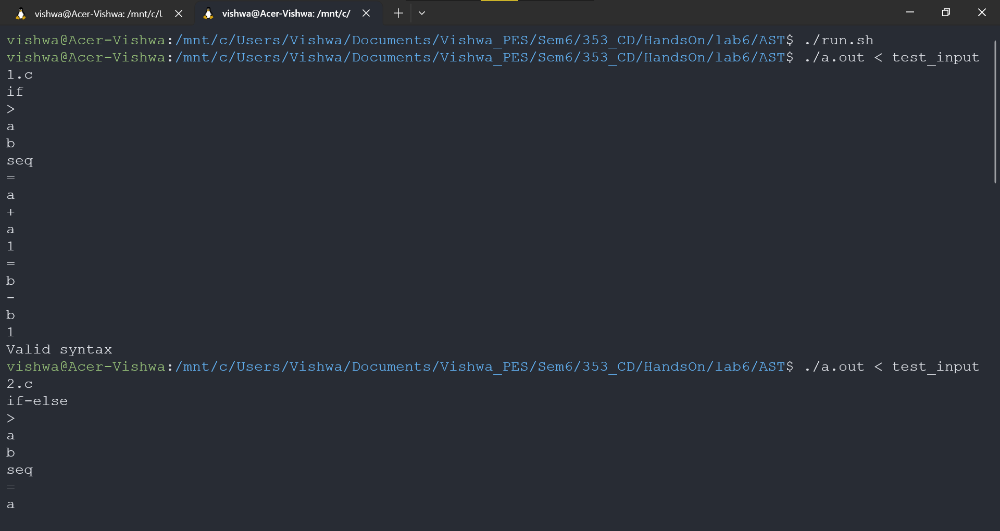 vishwa@Acer-Vishwa: /mnt/c/U
vishwa@Acer-Vishwa: /mnt/c/
vishwa@Acer-Vishwa:/mnt/c/Users/Vishwa/Documents/Vishwa_PES/Sem6/353_CD/HandsOn/lab6/AST$ ./run.sh
vishwa@Acer-Vishwa:/mnt/c/Users/Vishwa/Documents/Vishwa_PES/Sem6/353_CD/HandsOn/lab6/AST$ ./a.out < test_input
1.c
if
>
a
b
seq
=
a
+
a
1
=
b
-
b
1
Valid syntax
vishwa@Acer-Vishwa:/mnt/c/Users/Vishwa/Documents/Vishwa_PES/Sem6/353_CD/HandsOn/lab6/AST$ ./a.out < test_input
2.c
if-else
>
a
b
seq
=
a